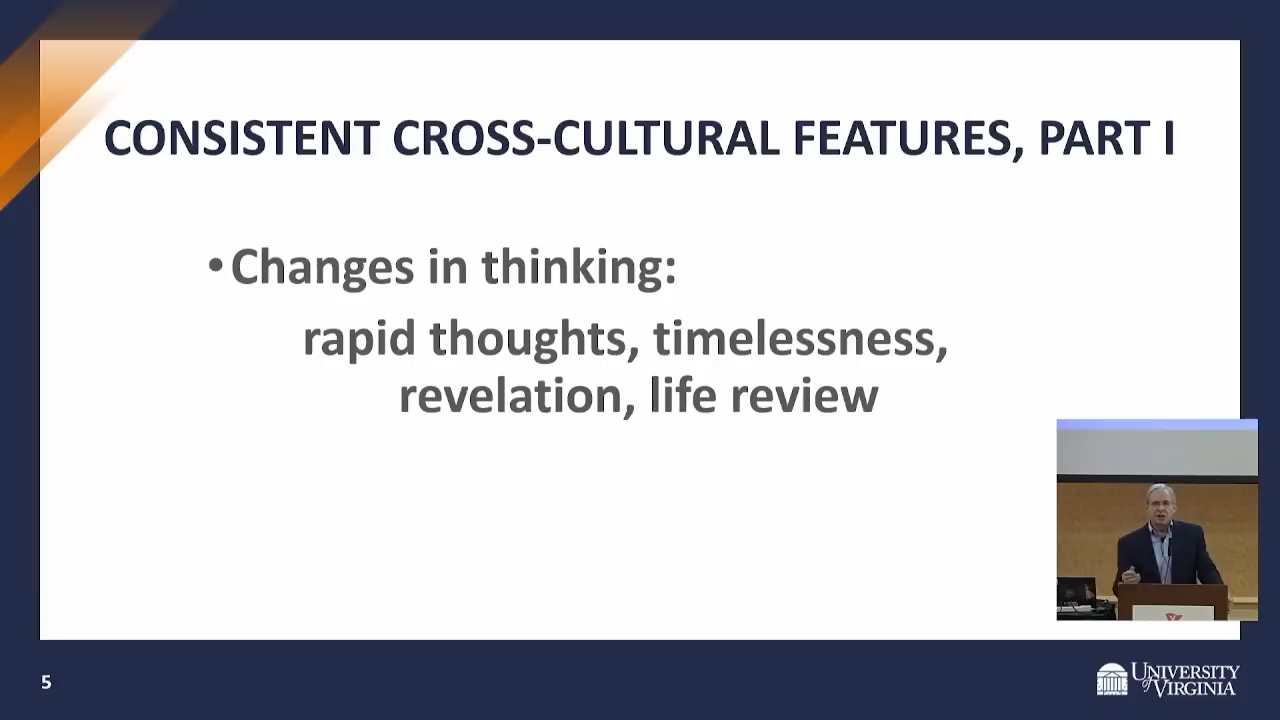 CONSISTENT CROSS-CULTURAL FEATURES, PART I
• Changes in thinking:
rapid thoughts, timelessness,
revelation, life review
5
UNIVERSITY
of VIRGINIA